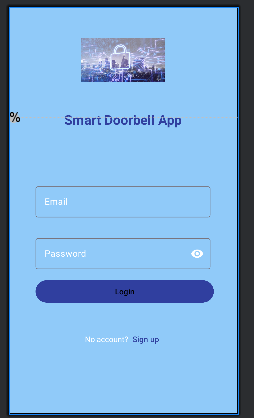 % Smart Doorbell App
Email
Password
Login
No account? Sign up